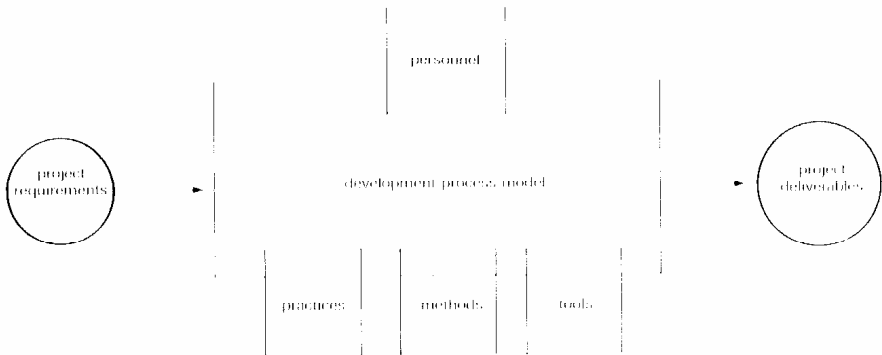 personnel
project
requirements
development process model
project
deliverables
practices
methods
tools